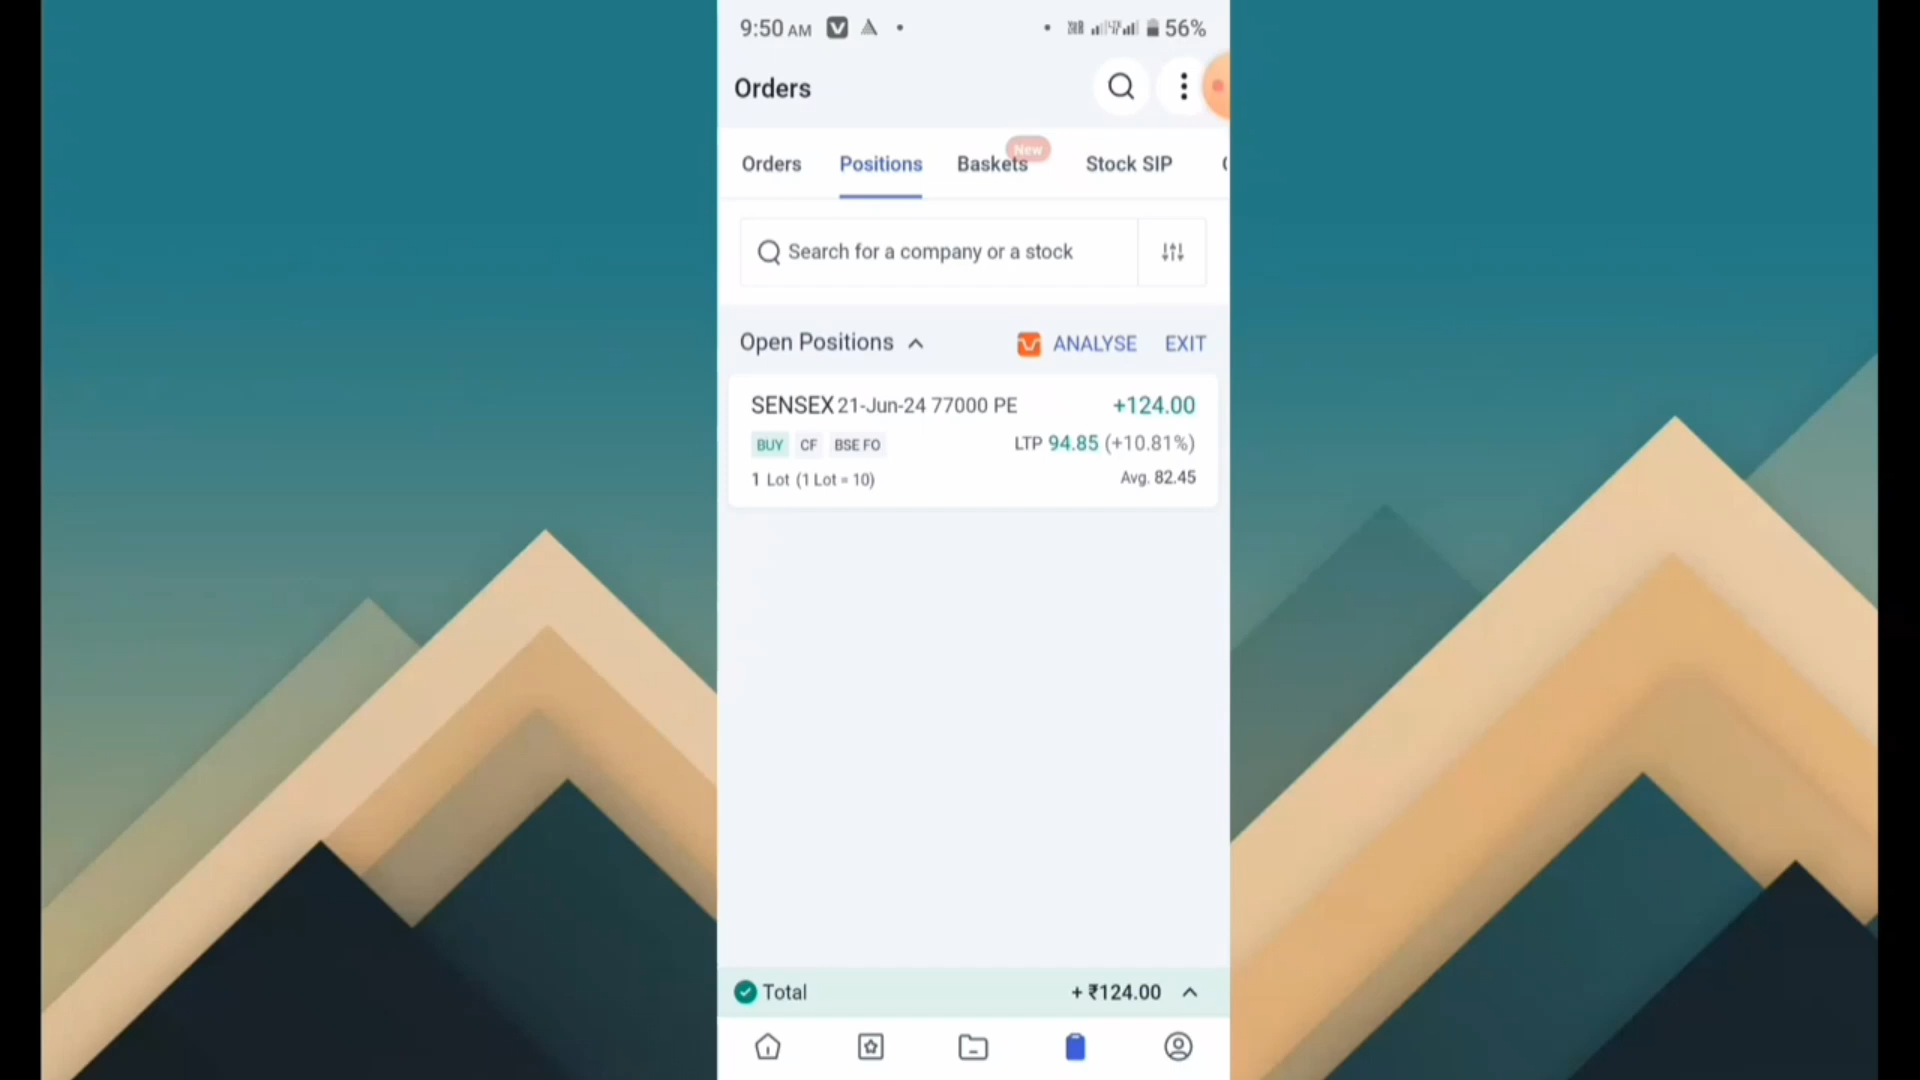 9:50 AM 56%
Orders
Orders Positions Baskets New Stock SIP
Search for a company or a stock
Open Positions ANALYSE EXIT
SENSEX 21-Jun-24 77000 PE +124.00
BUY CF BSE FO LTP 94.85 (+10.81%)
1 Lot (1 Lot = 10) Avg. 82.45
Total + ₹124.00